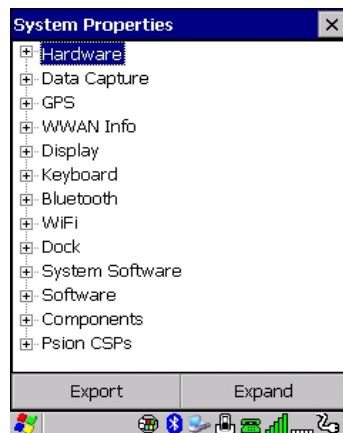 System Properties
Hardware
Data Capture
GPS
WWAN Info
Display
Keyboard
Bluetooth
WiFi
Dock
System Software
Software
Components
Psion CSPs
Export Expand